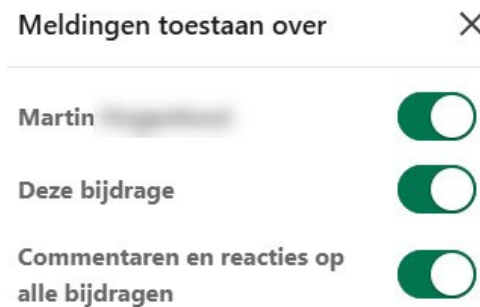 Meldingen toestaan over
Martin
Deze bijdrage
Commentaren en reacties op
alle bijdragen